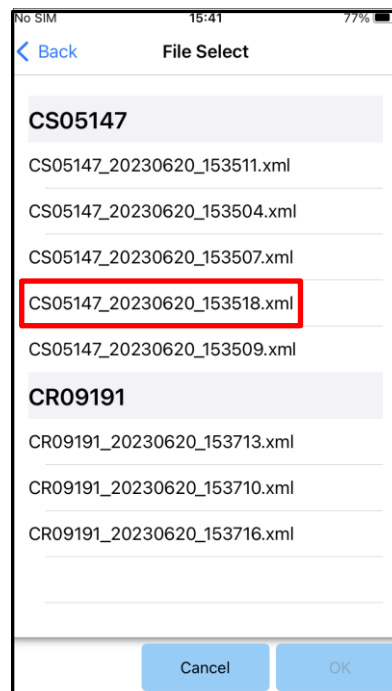 No SIM 15:41 77%
Back File Select
CS05147
CS05147_20230620_153511.xml
CS05147_20230620_153504.xml
CS05147_20230620_153507.xml
CS05147_20230620_153518.xml
CS05147_20230620_153509.xml
CR09191
CR09191_20230620_153713.xml
CR09191_20230620_153710.xml
CR09191_20230620_153716.xml
Cancel OK